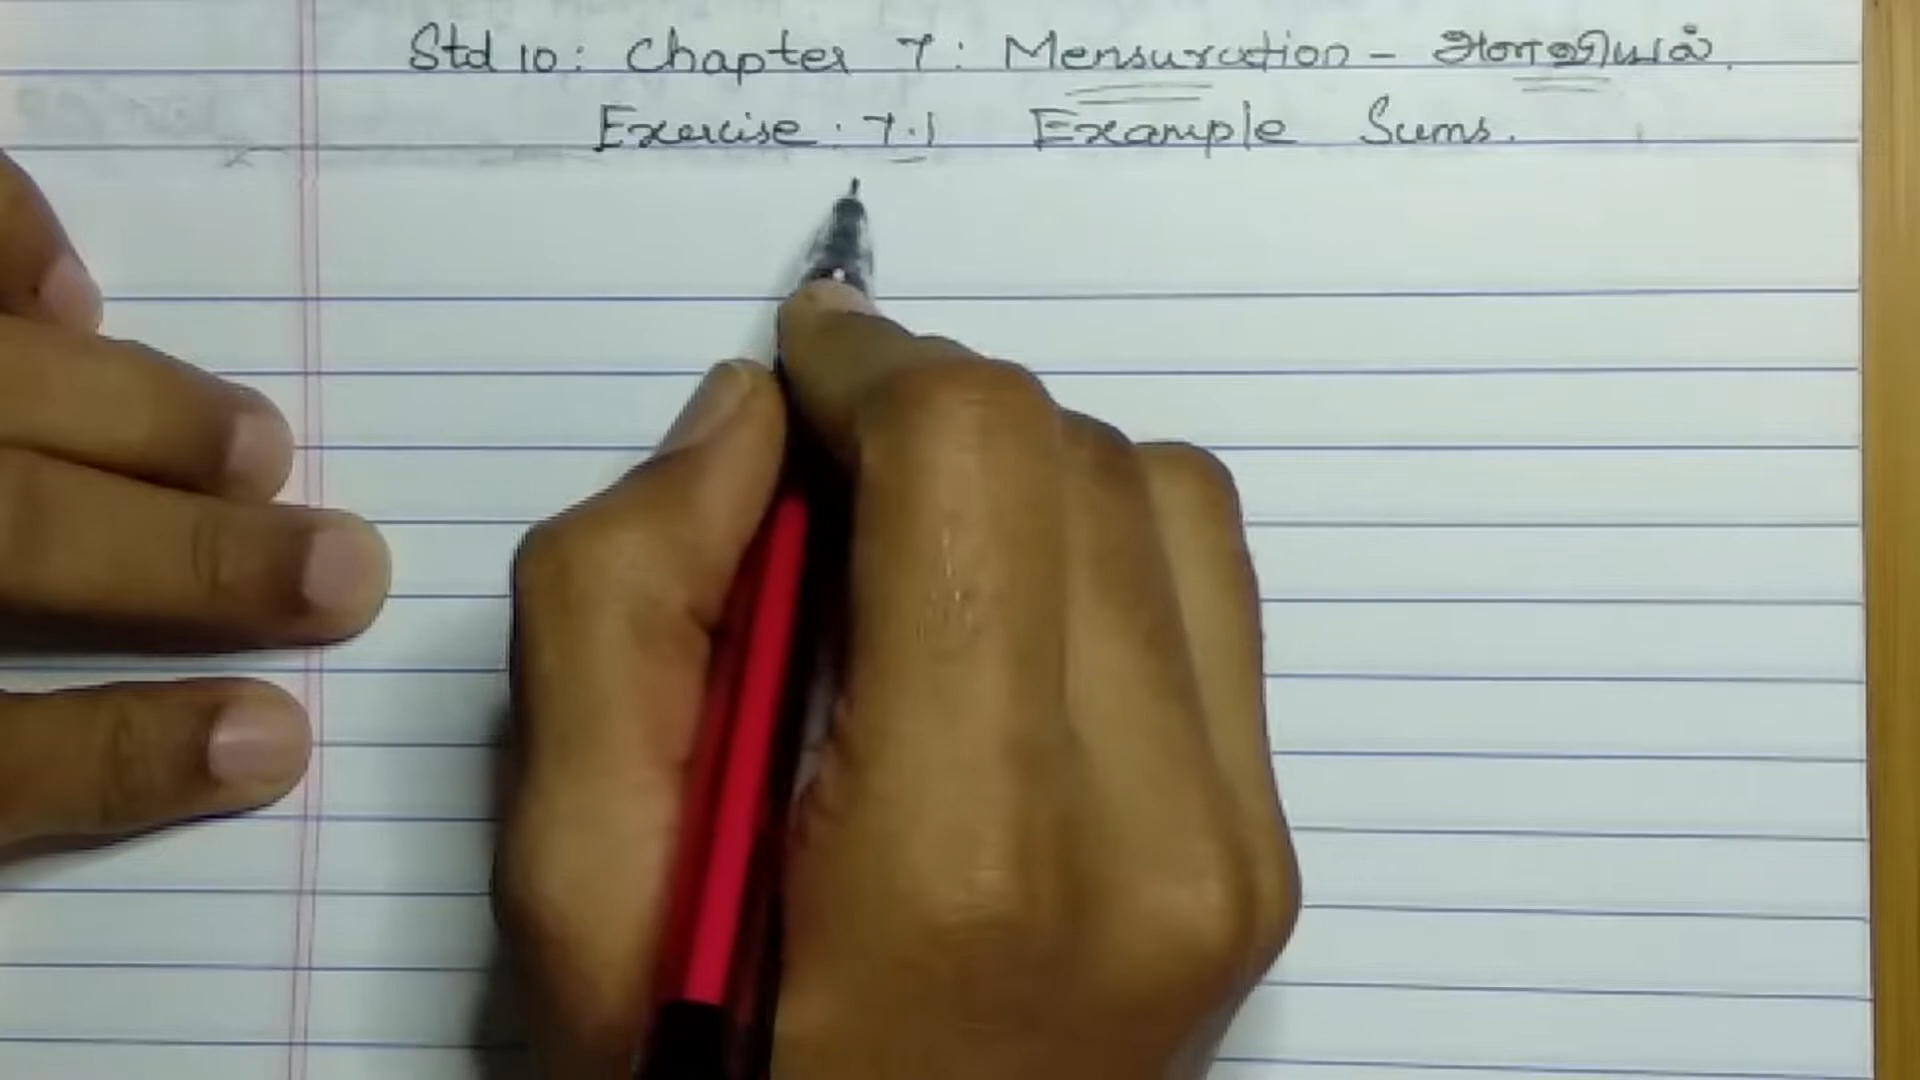 Std 10: Chapter 7: Mensuration - அளவியல்.
Exercise: 7.1 Example Sums.